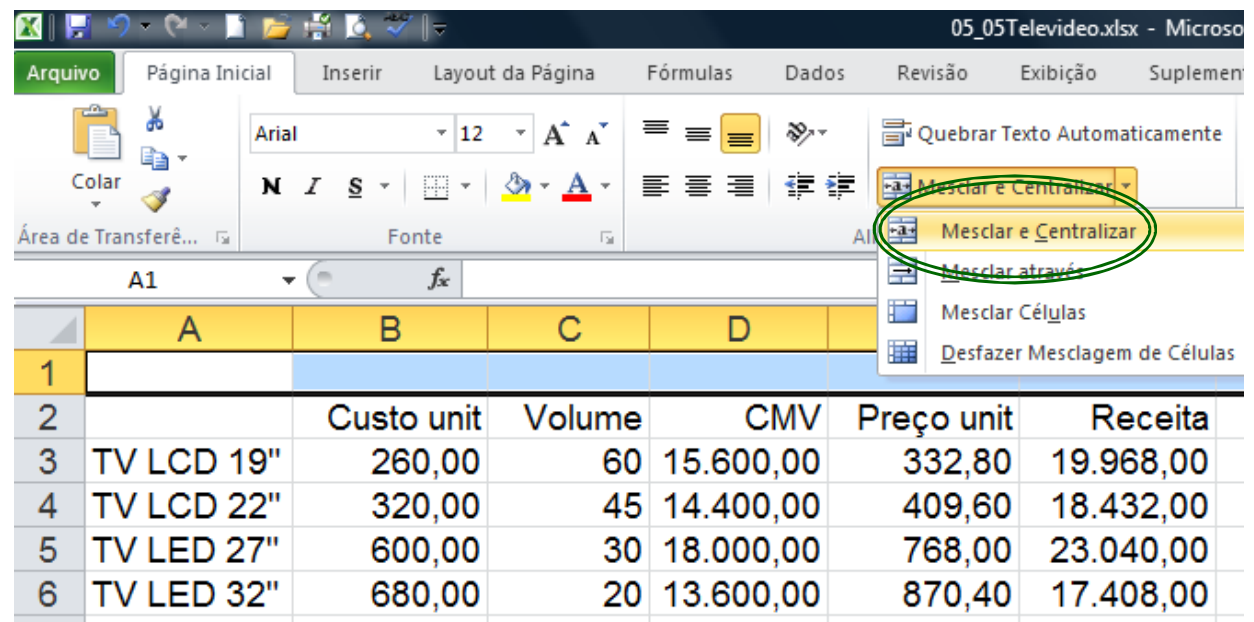 05_05Televideo.xlsx - Microso
Arquivo Página Inicial Inserir Layout da Página Fórmulas Dados Revisão Exibição Suplemen
Arial 12 A A Quebrar Texto Automaticamente
Colar N I S A Mesclar e Centralizar
Área de Transferê... Fonte Al
Mesclar e Centralizar
Mesclar através
Mesclar Células
Desfazer Mesclagem de Células
A1 fx
A B C D
1
2 Custo unit Volume CMV Preço unit Receita
3 TV LCD 19" 260,00 60 15.600,00 332,80 19.968,00
4 TV LCD 22" 320,00 45 14.400,00 409,60 18.432,00
5 TV LED 27" 600,00 30 18.000,00 768,00 23.040,00
6 TV LED 32" 680,00 20 13.600,00 870,40 17.408,00